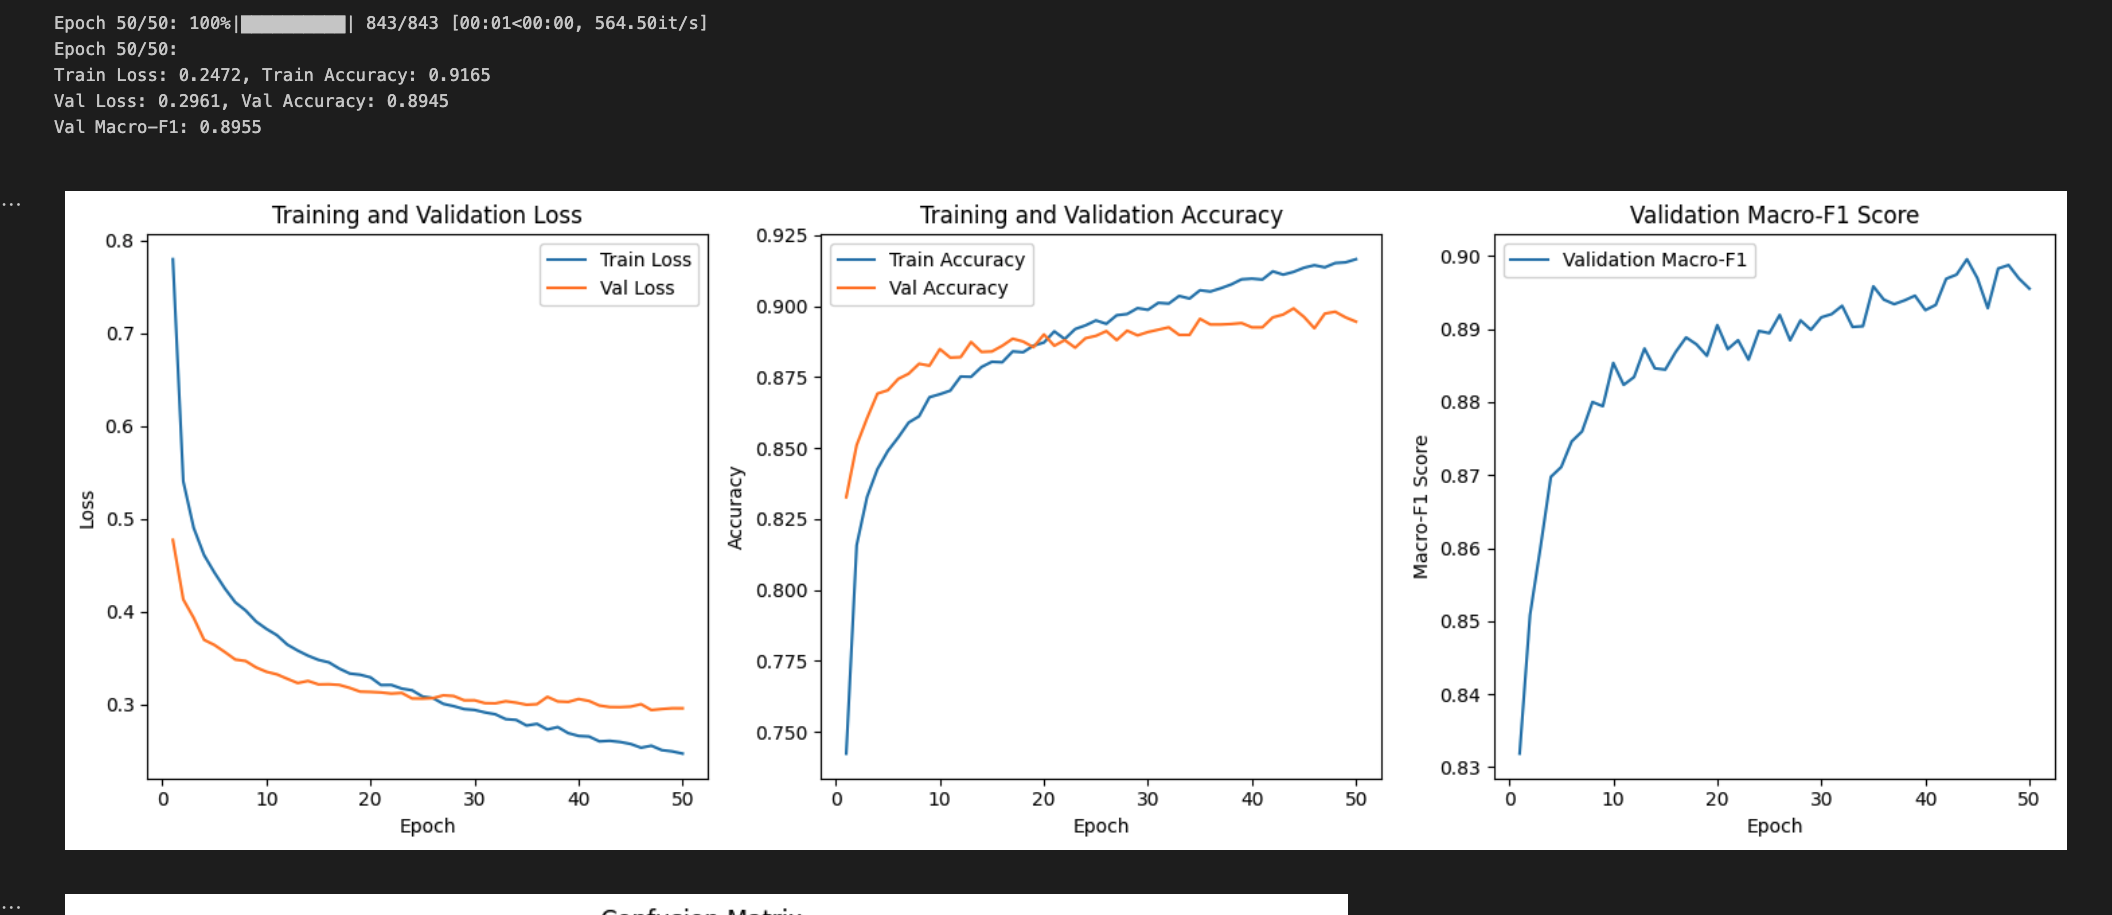 Epoch 50/50: 100%|██████████| 843/843 [00:01<00:00, 564.50it/s]
Epoch 50/50:
Train Loss: 0.2472, Train Accuracy: 0.9165
Val Loss: 0.2961, Val Accuracy: 0.8945
Val Macro-F1: 0.8955
...
Training and Validation Loss
Train Loss
Val Loss
0.8
0.7
0.6
0.5
0.4
0.3
Loss
0 10 20 30 40 50
Epoch
Training and Validation Accuracy
Train Accuracy
Val Accuracy
0.925
0.900
0.875
0.850
0.825
0.800
0.775
0.750
Accuracy
0 10 20 30 40 50
Epoch
Validation Macro-F1 Score
Validation Macro-F1
0.90
0.89
0.88
0.87
0.86
0.85
0.84
0.83
Macro-F1 Score
0 10 20 30 40 50
Epoch
...
Confusion Matrix